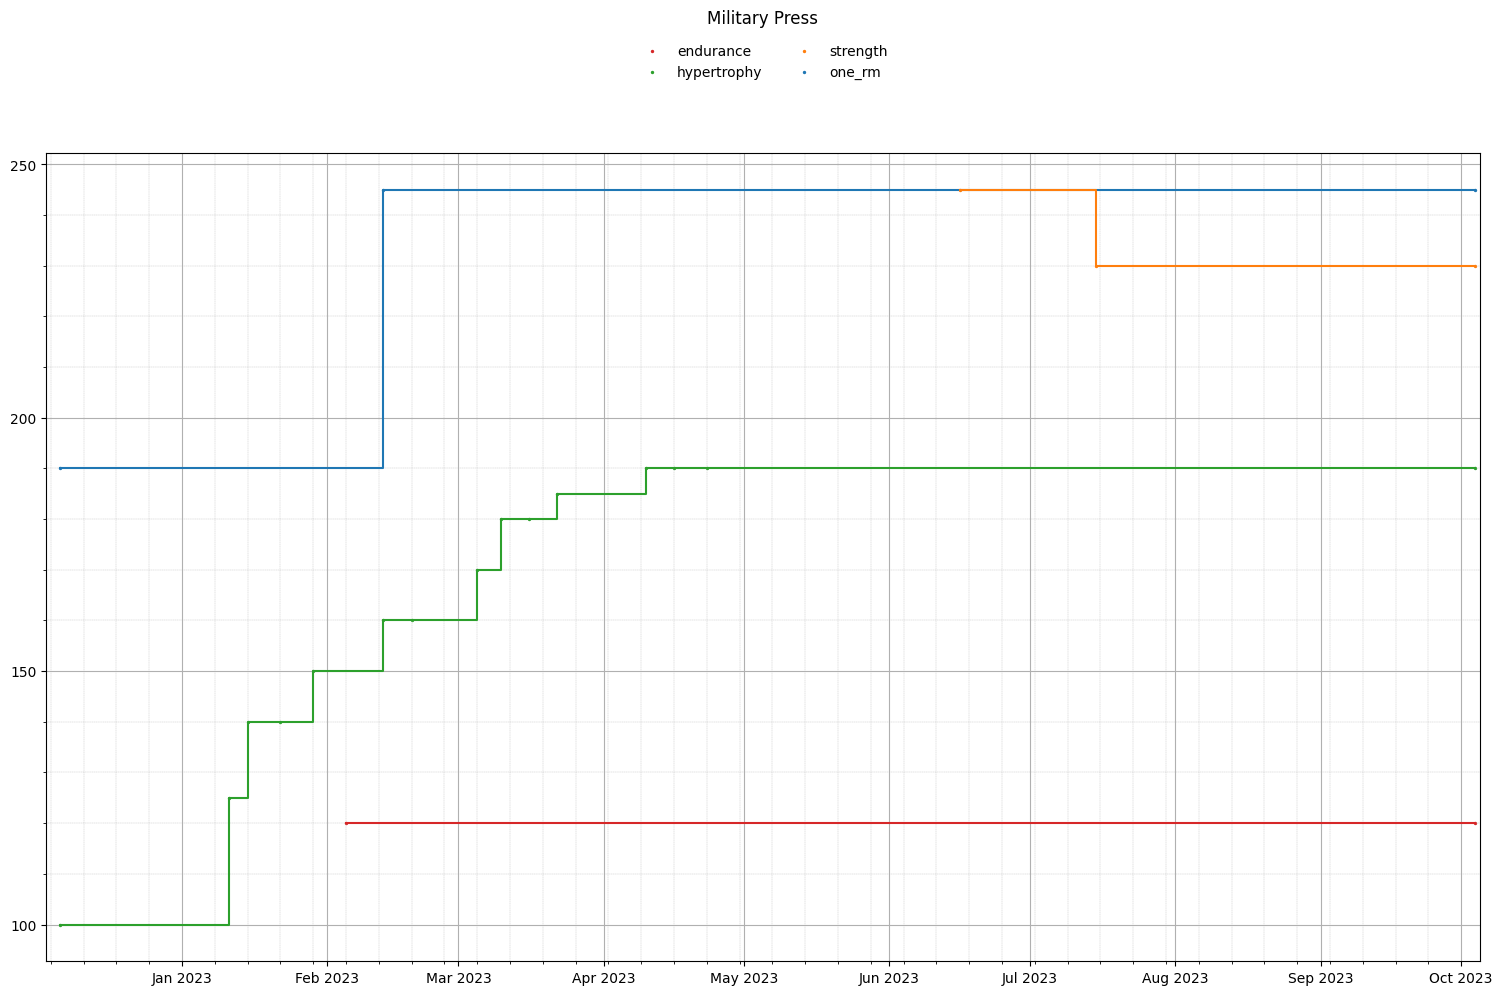 Military Press
endurance strength
hypertrophy one_rm
250
200
150
100
Jan 2023 Feb 2023 Mar 2023 Apr 2023 May 2023 Jun 2023 Jul 2023 Aug 2023 Sep 2023 Oct 2023